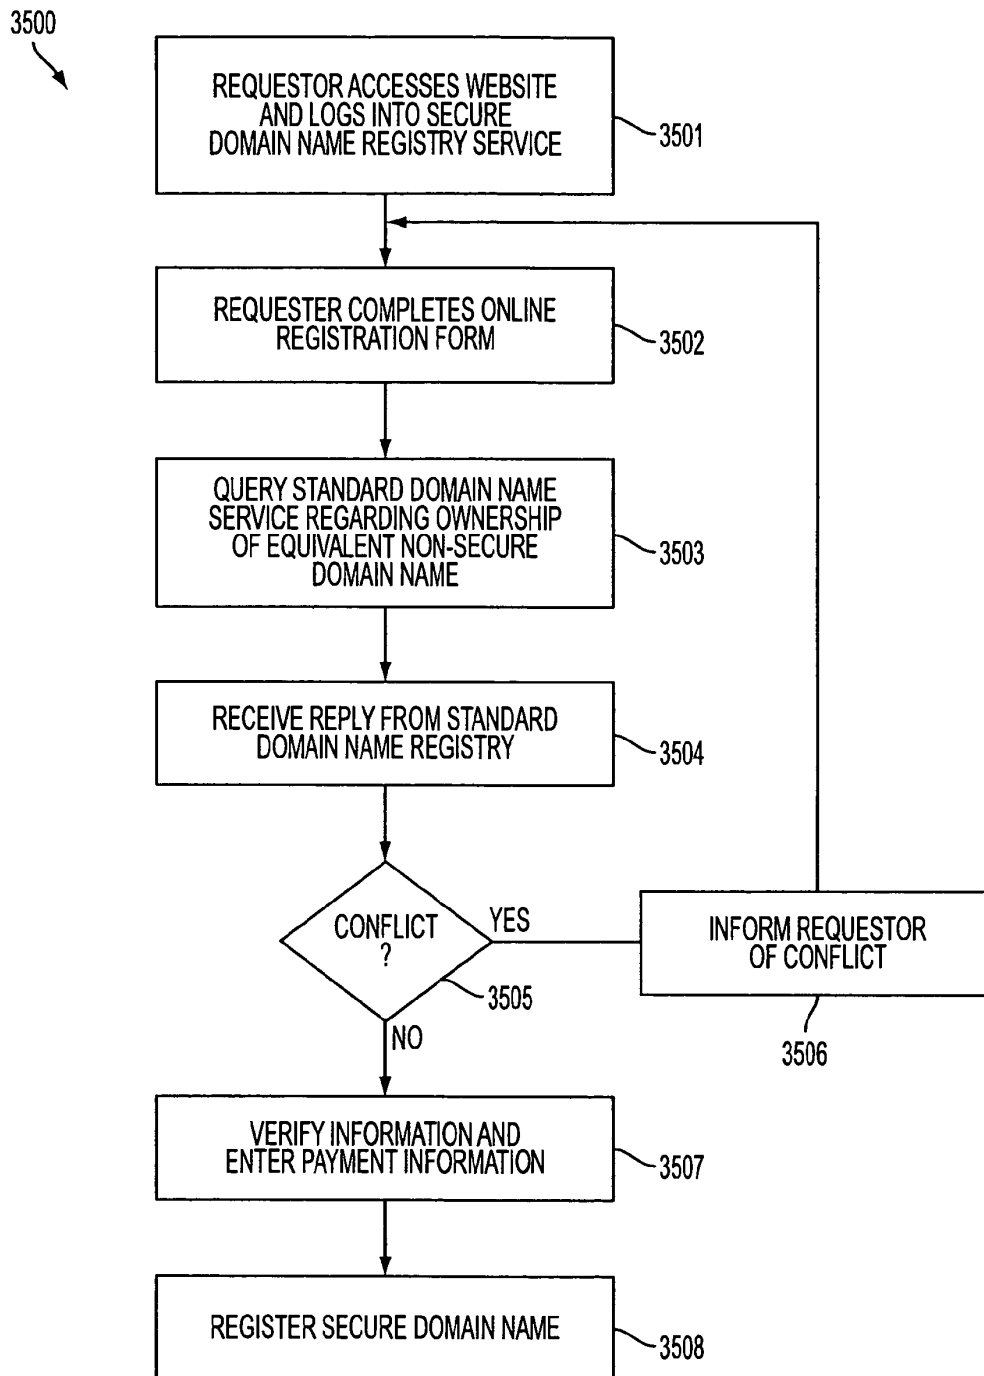 3500
REQUESTOR ACCESSES WEBSITE
AND LOGS INTO SECURE
DOMAIN NAME REGISTRY SERVICE
3501
REQUESTER COMPLETES ONLINE
REGISTRATION FORM
3502
QUERY STANDARD DOMAIN NAME
SERVICE REGARDING OWNERSHIP
OF EQUIVALENT NON-SECURE
DOMAIN NAME
3503
RECEIVE REPLY FROM STANDARD
DOMAIN NAME REGISTRY
3504
CONFLICT
?
YES
3505
INFORM REQUESTOR
OF CONFLICT
3506
NO
VERIFY INFORMATION AND
ENTER PAYMENT INFORMATION
3507
REGISTER SECURE DOMAIN NAME
3508